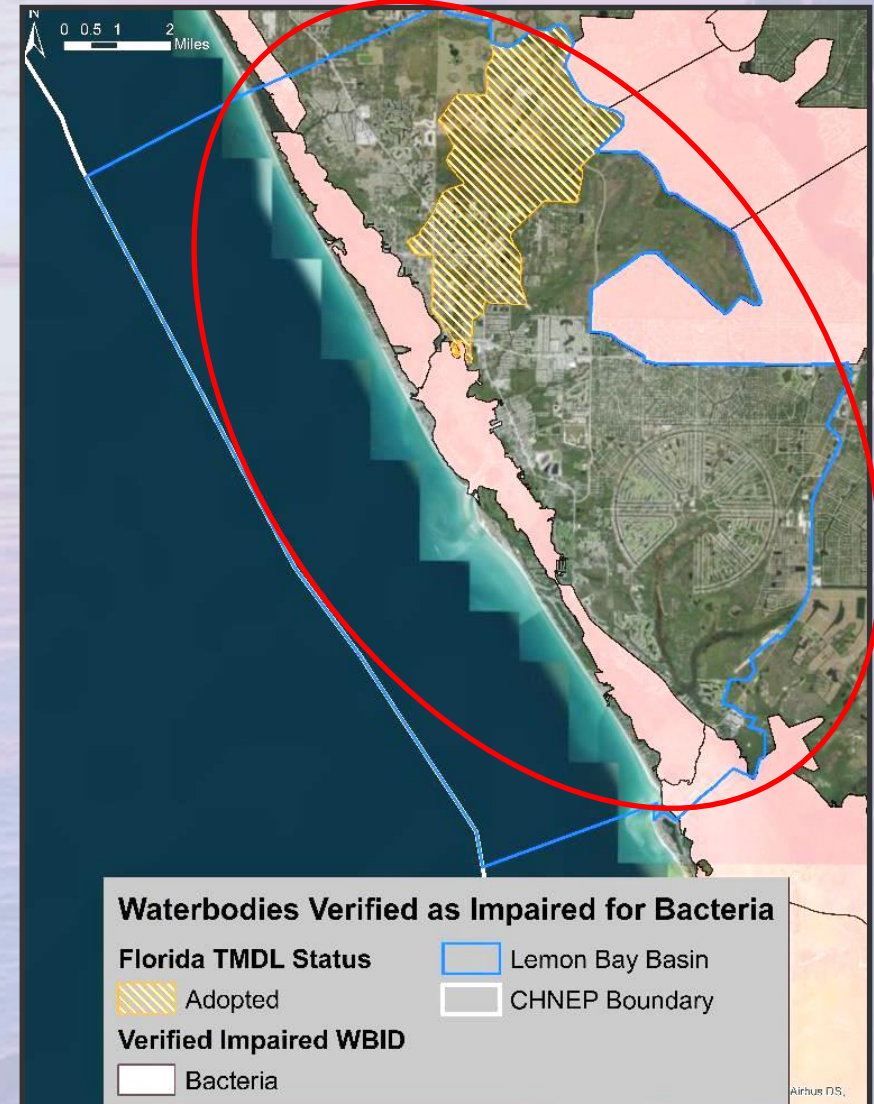 N
0 0.5 1 2
Miles
Waterbodies Verified as Impaired for Bacteria
Florida TMDL Status
Adopted
Verified Impaired WBID
Bacteria
Lemon Bay Basin
CHNEP Boundary
Airbus DS,